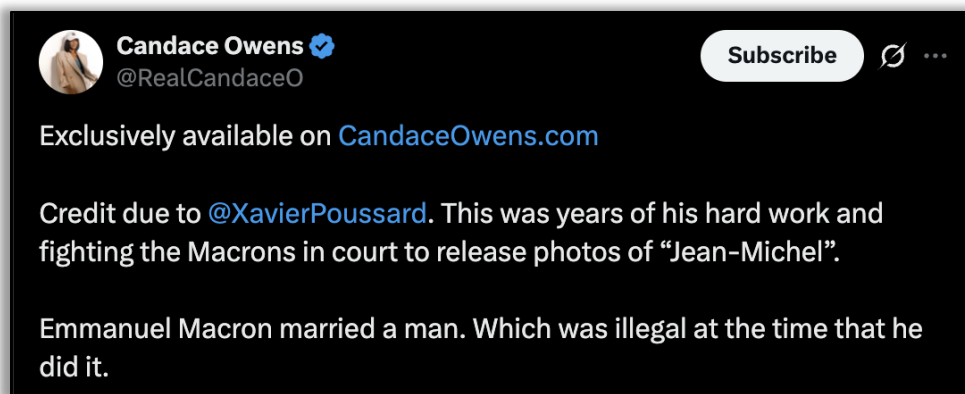 Candace Owens
@RealCandaceO
Subscribe
Exclusively available on CandaceOwens.com
Credit due to @XavierPoussard. This was years of his hard work and
fighting the Macrons in court to release photos of “Jean-Michel”.
Emmanuel Macron married a man. Which was illegal at the time that he
did it.